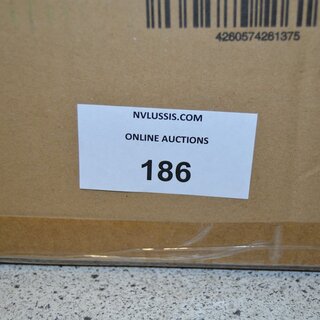 4260574261375
NVLUSSIS.COM
ONLINE AUCTIONS
186